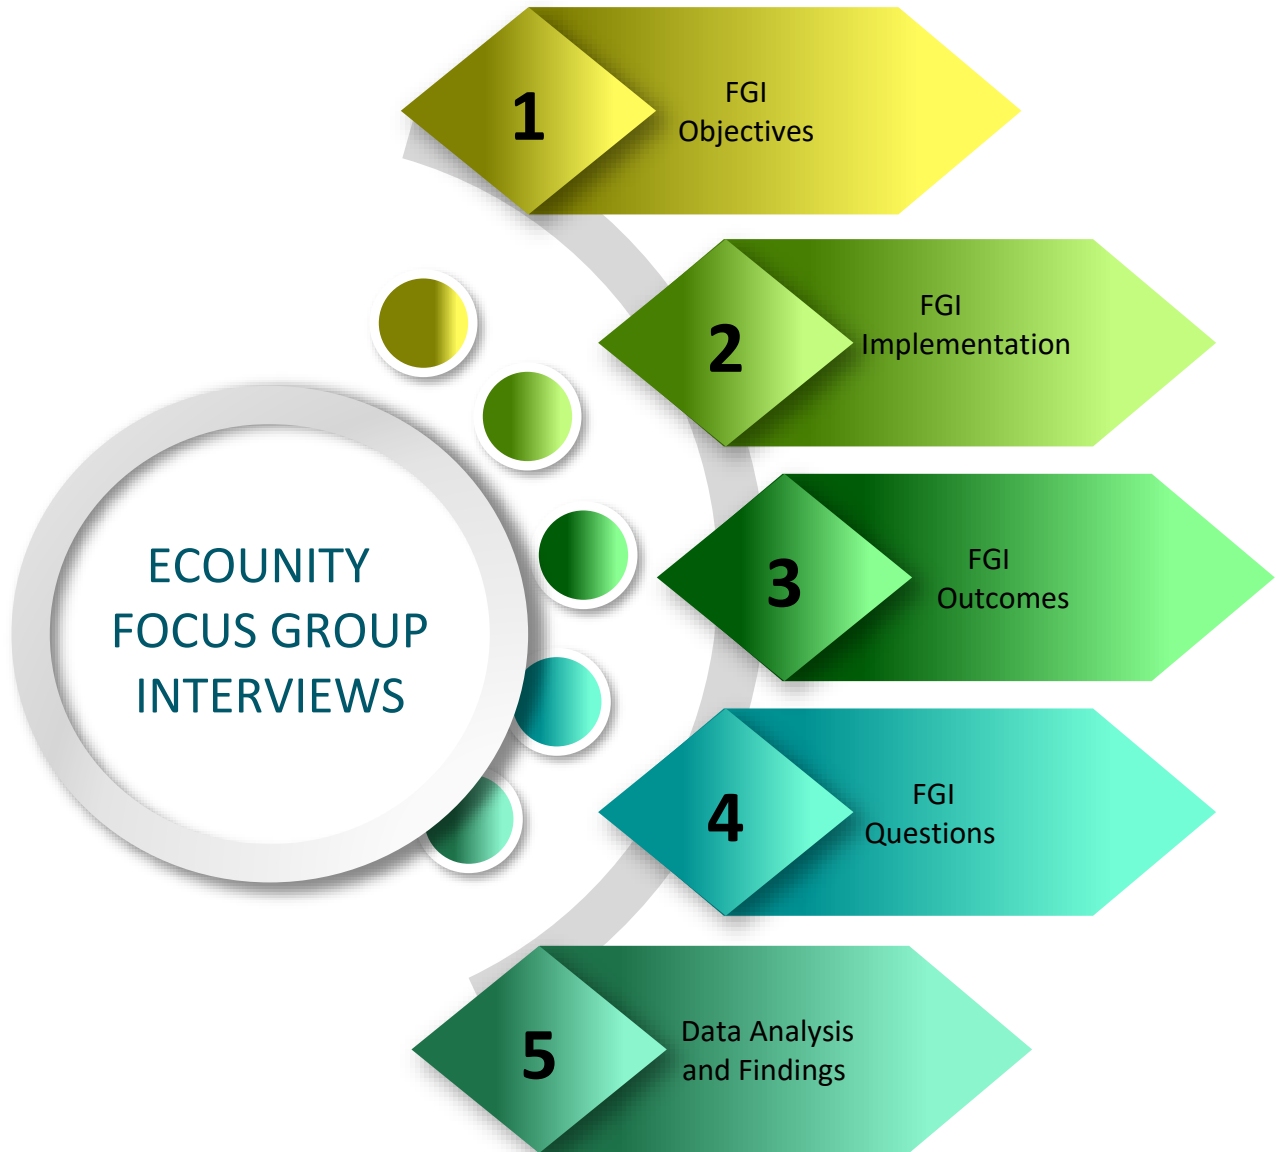 1
FGI
Objectives
2
FGI
Implementation
ECOUNITY
FOCUS GROUP
INTERVIEWS
3
FGI
Outcomes
4
FGI
Questions
5
Data Analysis
and Findings